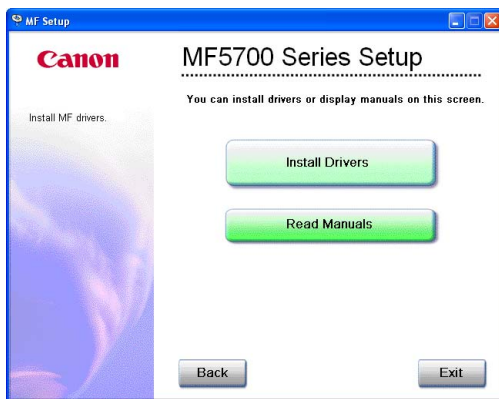 MF Setup
Canon
MF5700 Series Setup
You can install drivers or display manuals on this screen.
Install MF drivers.
Install Drivers
Read Manuals
Back
Exit